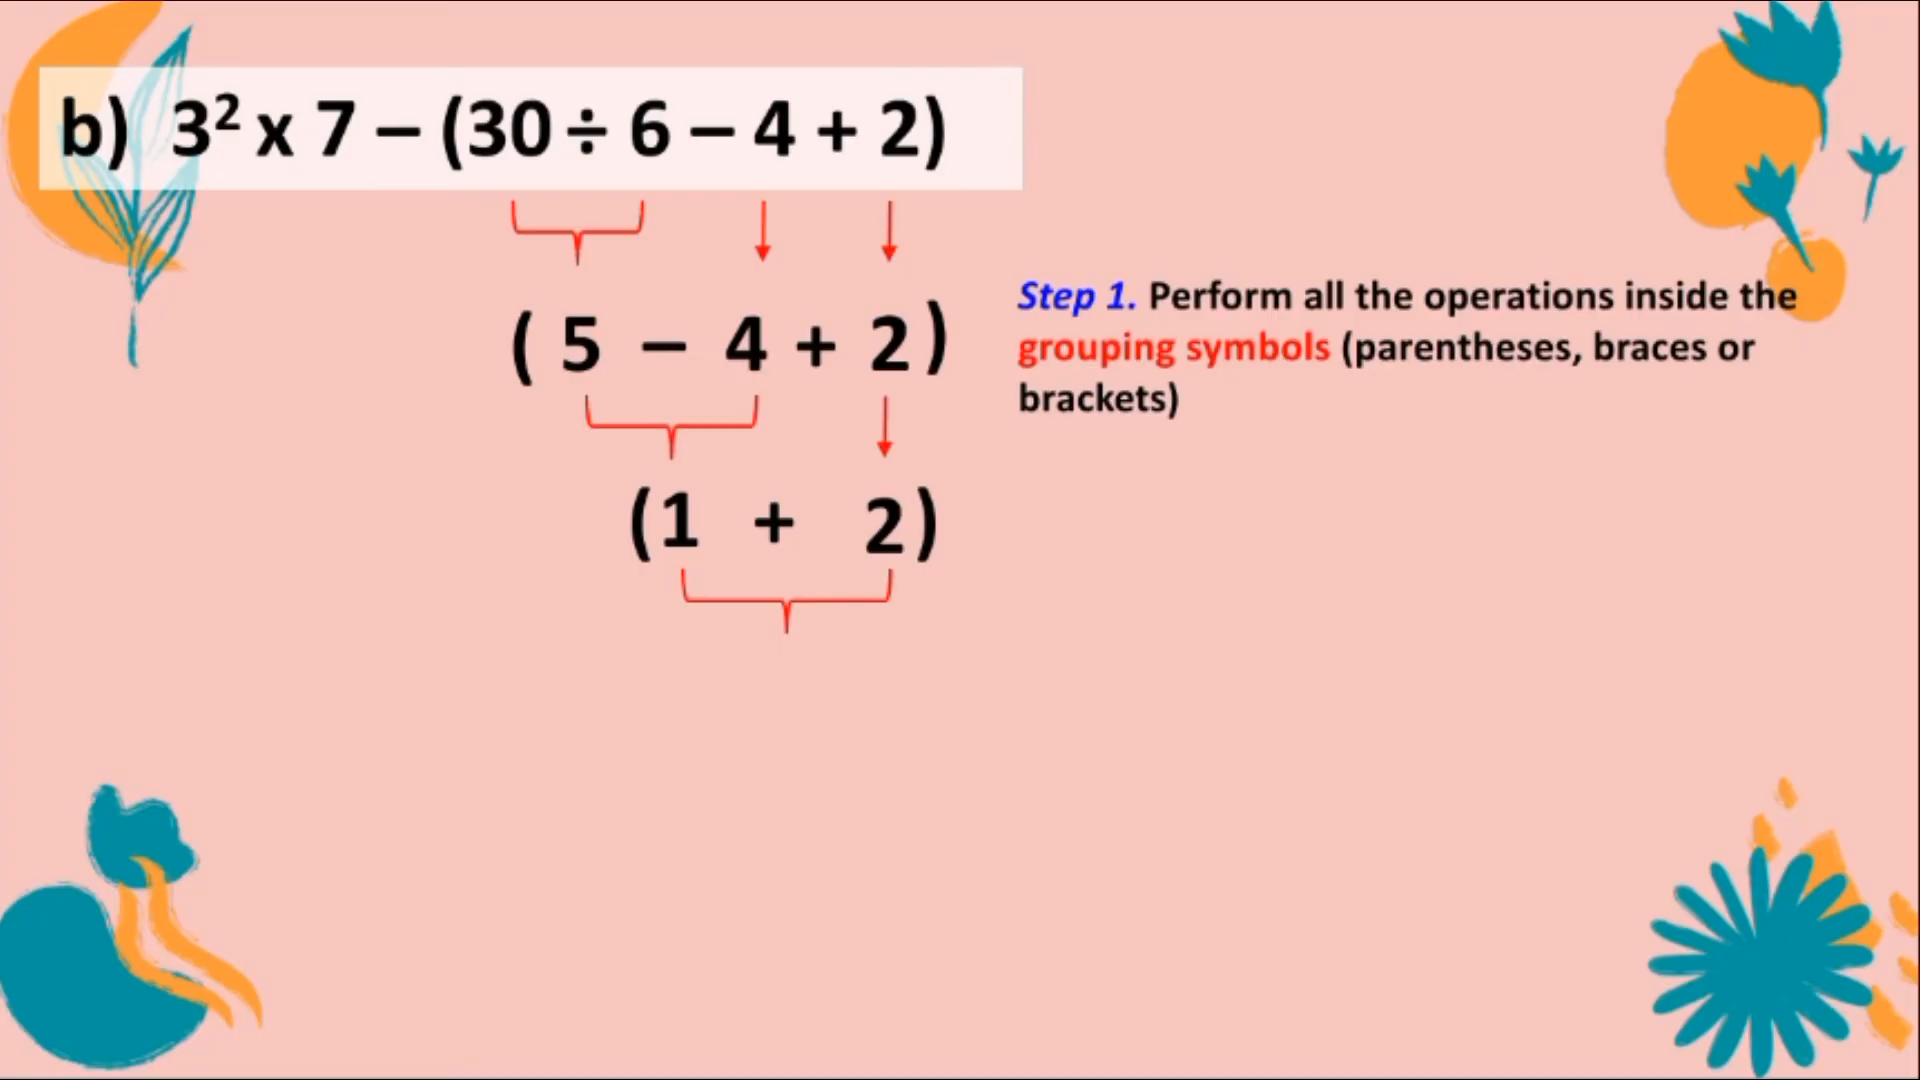 b) 3² x 7 – (30 ÷ 6 – 4 + 2)
( 5 – 4 + 2 )
Step 1. Perform all the operations inside the
grouping symbols (parentheses, braces or
brackets)
(1 + 2)